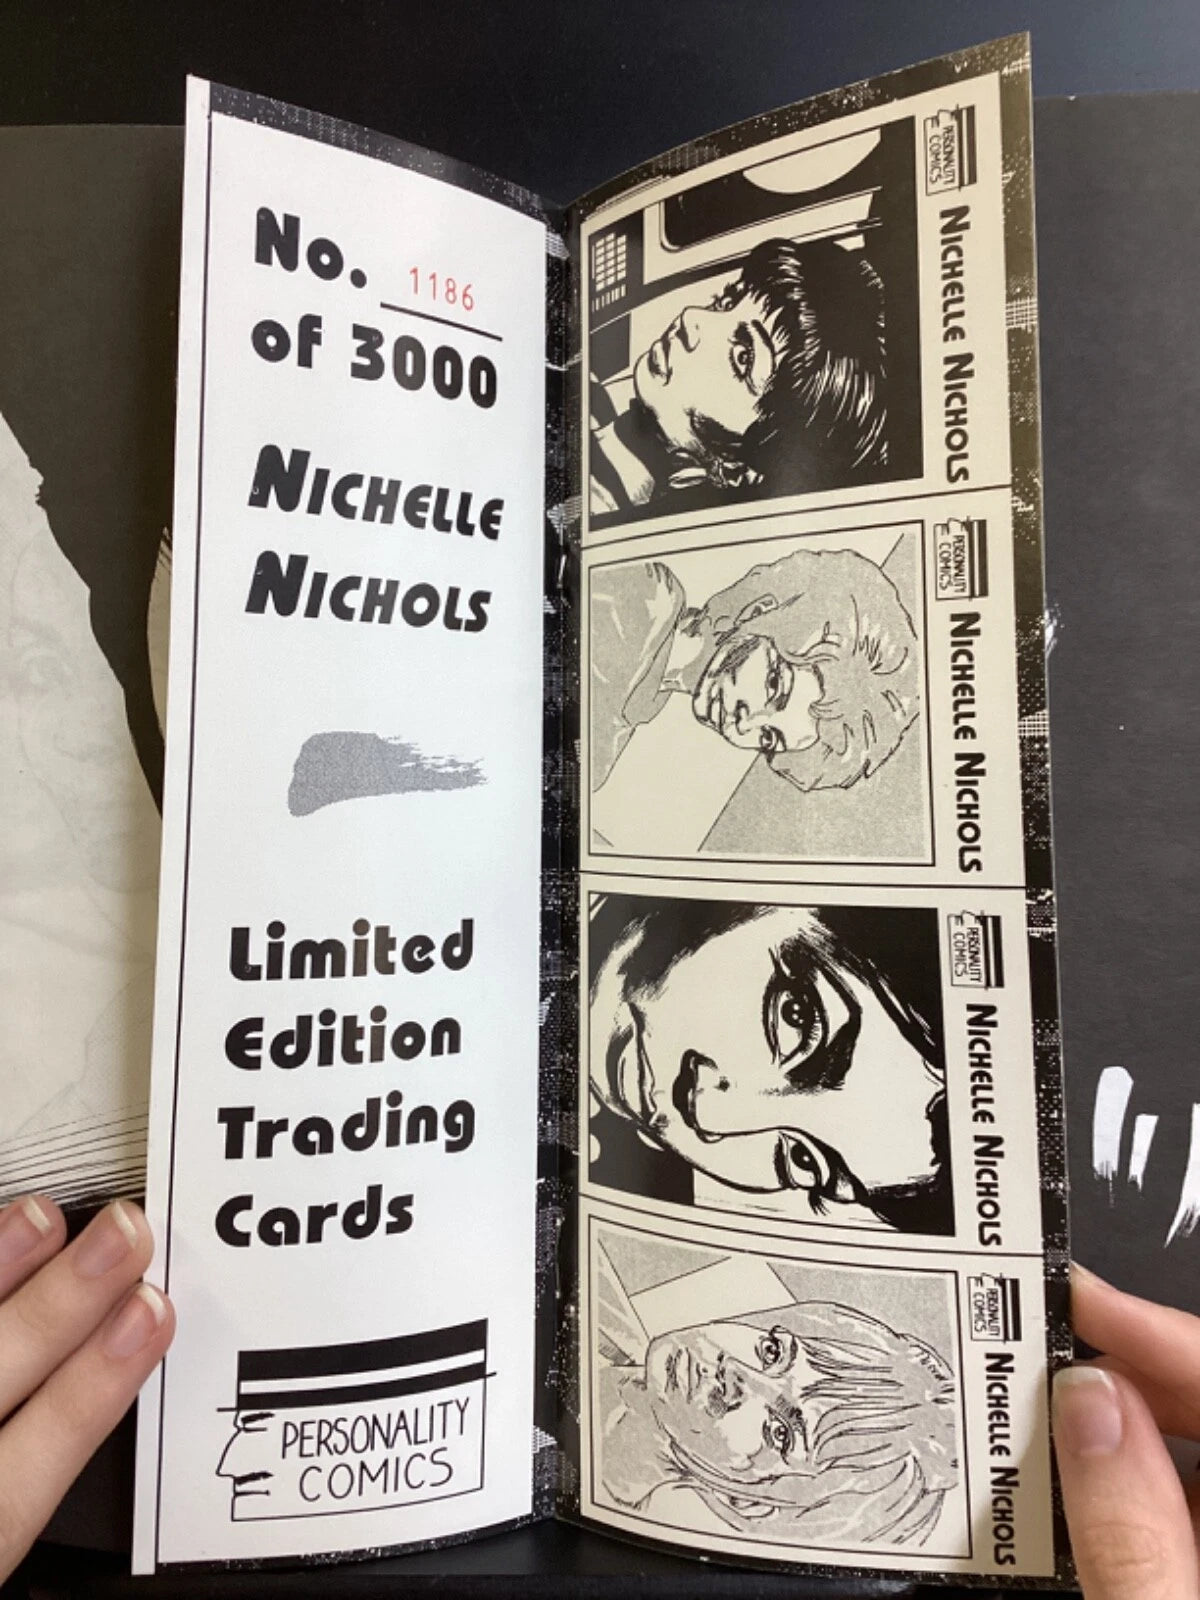 No. 1186
of 3000
NICHELLE
NICHOLS
Limited
Edition
Trading
Cards
PERSONALITY
COMICS
PERSONALITY
COMICS
NICHELLE NICHOLS
PERSONALITY
COMICS
NICHELLE NICHOLS
PERSONALITY
COMICS
NICHELLE NICHOLS
PERSONALITY
COMICS
NICHELLE NICHOLS